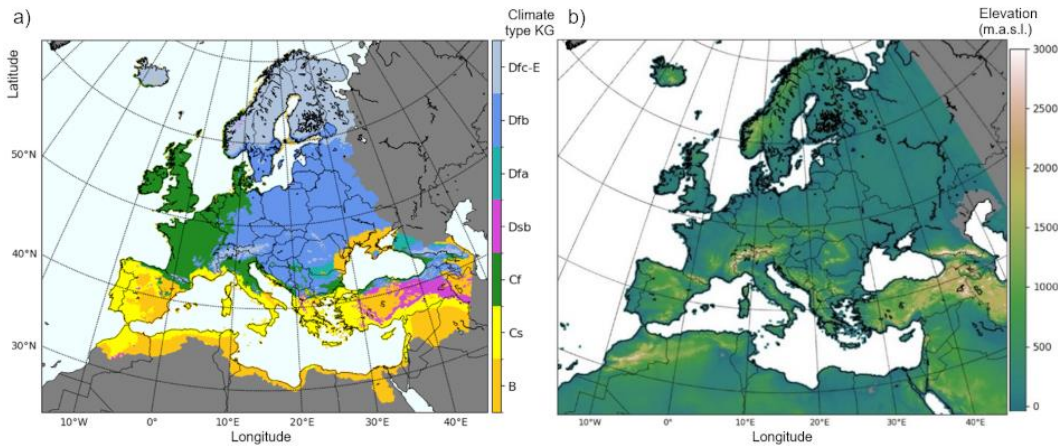 a)
Climate
type KG
Dfc-E
Dfb
Dfa
Dsb
Cf
Cs
B
Latitude
50°N
40°N
30°N
10°W 0° 10°E 20°E 30°E 40°E
Longitude
b)
Elevation
(m.a.s.l.)
3000
2500
2000
1500
1000
500
0
10°W 0° 10°E 20°E 30°E 40°E
Longitude